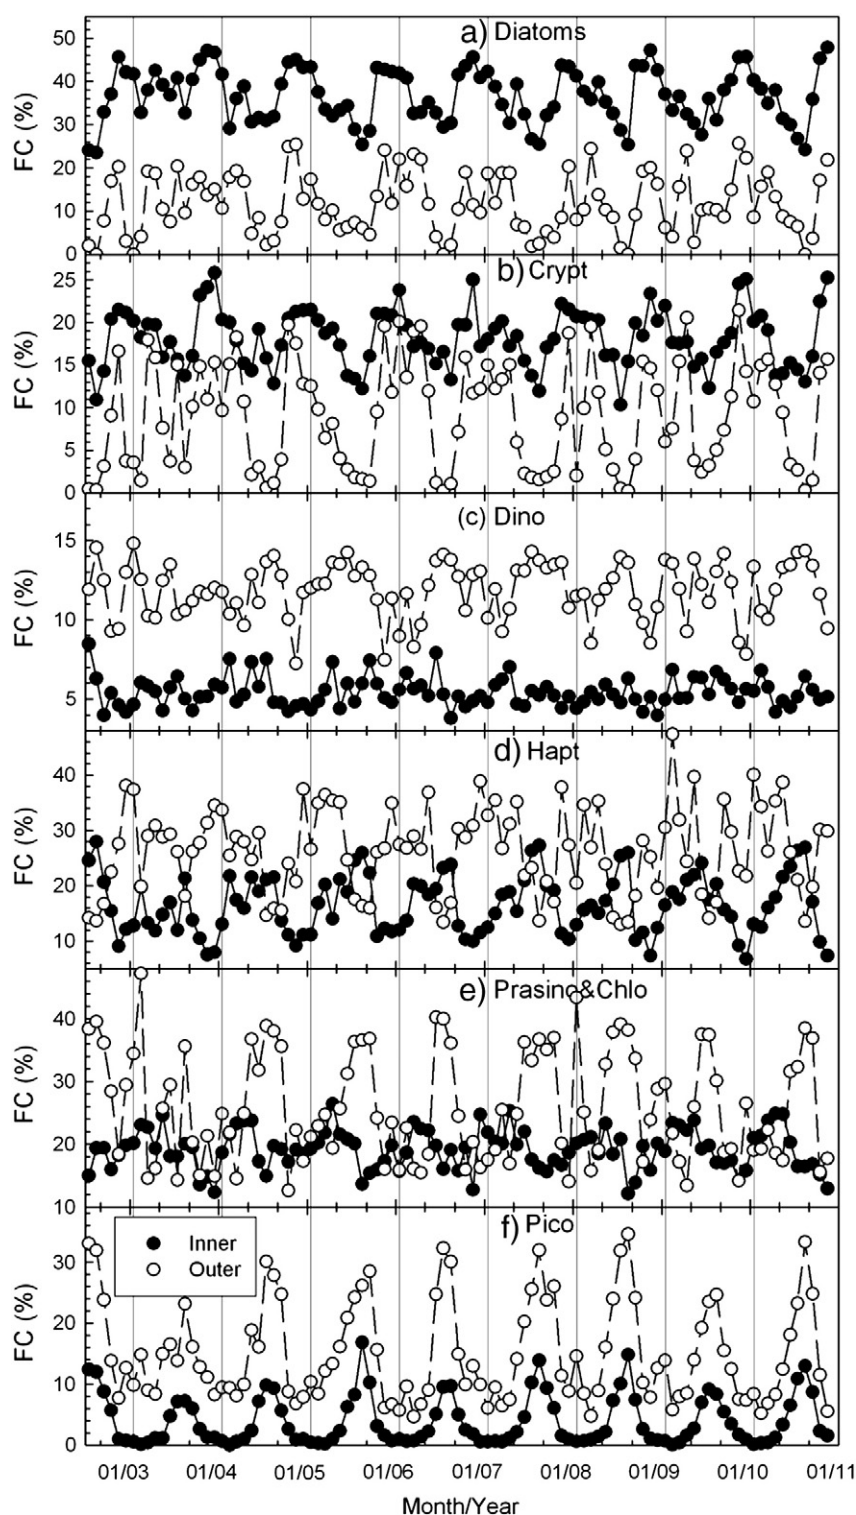 a) Diatoms
50
40
30
20
10
0
FC (%)
b) Crypt
25
20
15
10
5
0
FC (%)
(c) Dino
15
10
5
FC (%)
d) Hapt
40
30
20
10
FC (%)
e) Prasino&Chlo
40
30
20
10
FC (%)
f) Pico
Inner
Outer
30
20
10
0
FC (%)
01/03 01/04 01/05 01/06 01/07 01/08 01/09 01/10 01/11
Month/Year